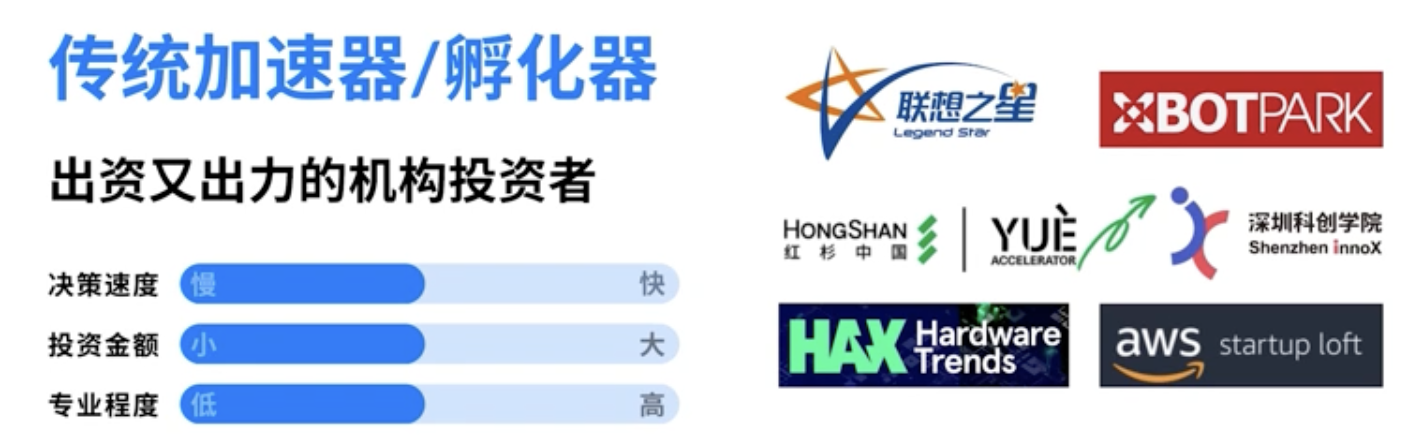 传统加速器/孵化器
出资又出力的机构投资者
决策速度 慢 快
投资金额 小 大
专业程度 低 高
联想之星
Legend Star
XBOTPARK
HONGSHAN
红杉中国
YUÈ
ACCELERATOR
深圳科创学院
Shenzhen innoX
HAX Hardware
Trends
aws startup loft